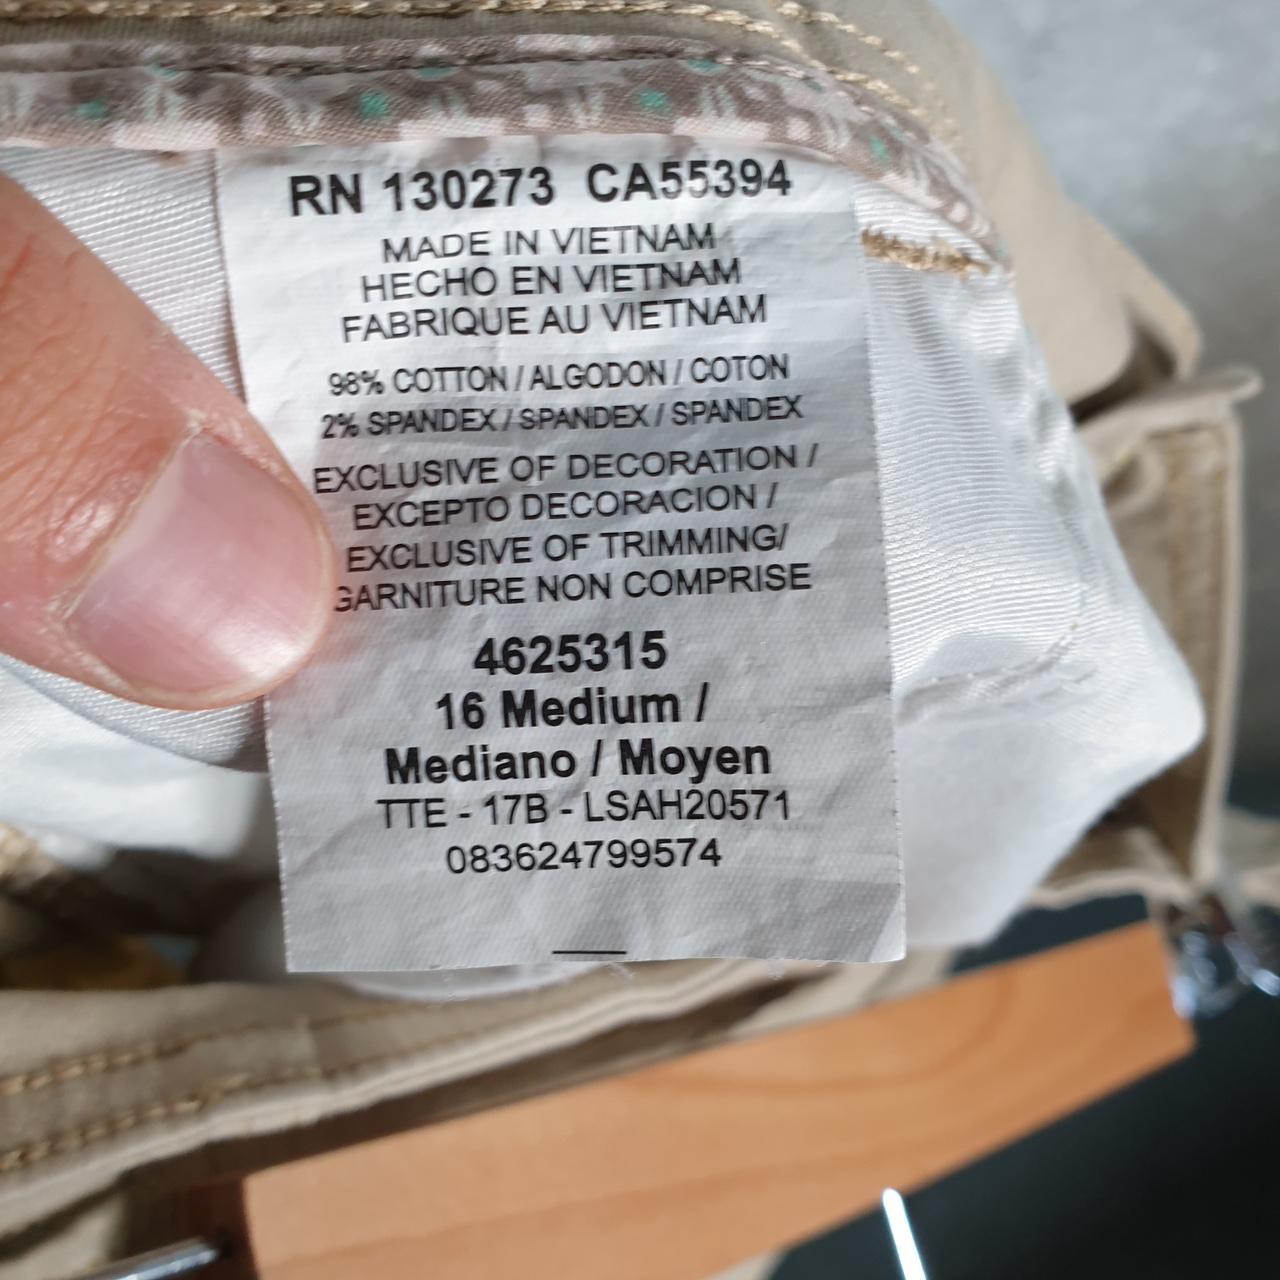 RN 130273 CA55394
MADE IN VIETNAM
HECHO EN VIETNAM
FABRIQUE AU VIETNAM
98% COTTON / ALGODON / COTON
2% SPANDEX / SPANDEX / SPANDEX
EXCLUSIVE OF DECORATION /
EXCEPTO DECORACION /
EXCLUSIVE OF TRIMMING/
GARNITURE NON COMPRISE
4625315
16 Medium /
Mediano / Moyen
TTE - 17B - LSAH20571
083624799574